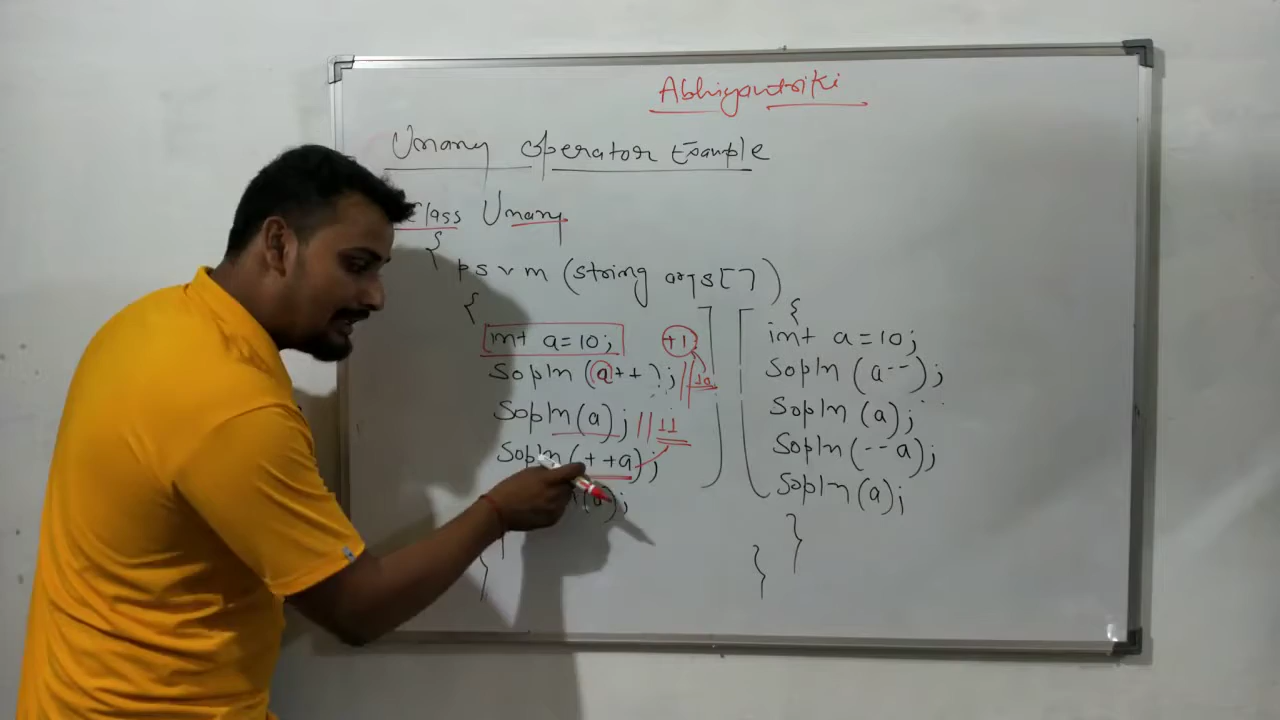 Abhiyantriki
Unary Operator Example
Class Unary
{
psvm (string args[])
{
int a=10; +1
Sopln (a++); // 10
Sopln (a); // 11
Sopln (++a);
(a);
}
}
{
int a=10;
Sopln (a--);
Sopln (a);
Sopln (--a);
Sopln (a);
}
}